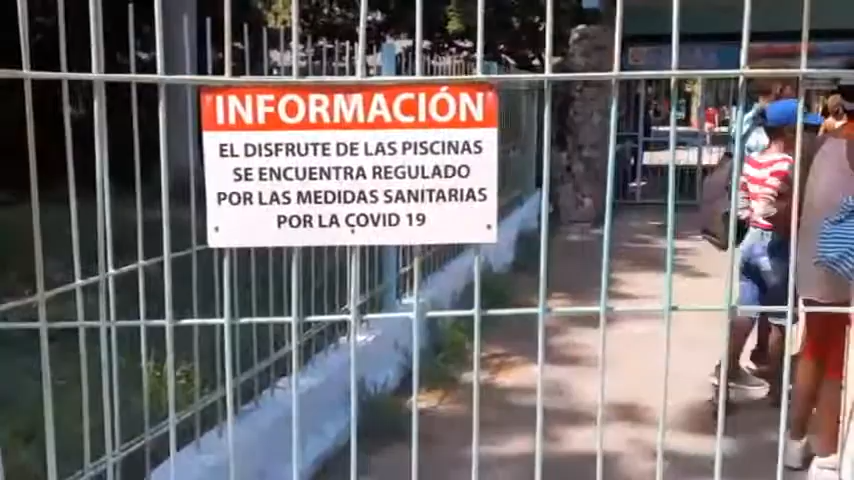 INFORMACIÓN
EL DISFRUTE DE LAS PISCINAS
SE ENCUENTRA REGULADO
POR LAS MEDIDAS SANITARIAS
POR LA COVID 19